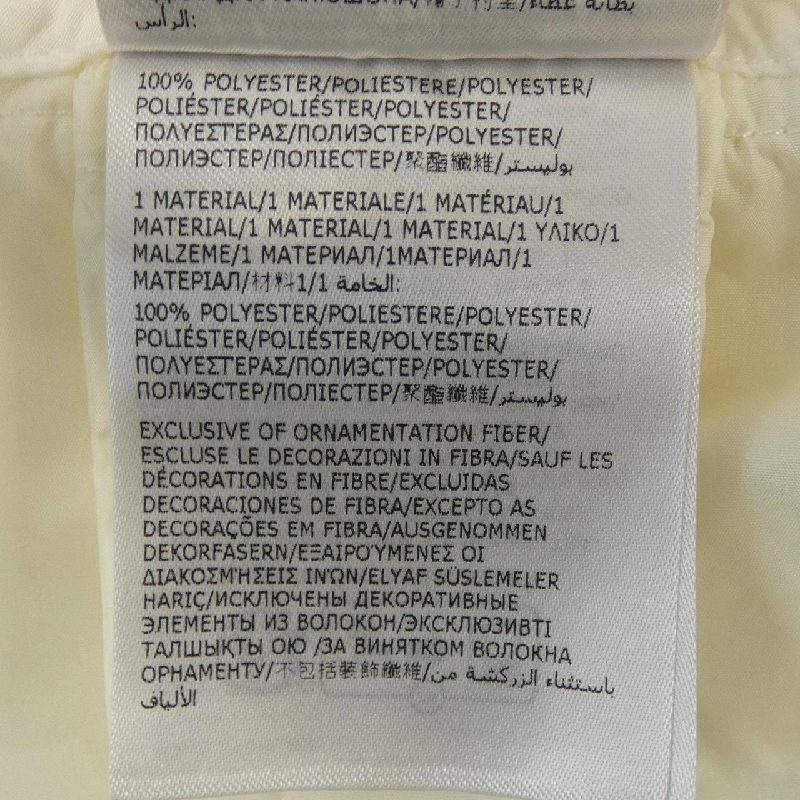 بطانة غطاء/
الرأس:
100% POLYESTER/POLIESTERE/POLYESTER/
POLIÉSTER/POLIÉSTER/POLYESTER/
ΠΟΛΥΕΣΤΕΡΑΣ/ПОЛИЭСТЕР/POLYESTER/
ПОЛИЭСТЕР/ПОЛІЕСТЕР/聚酯纖維/بوليستر
1 MATERIAL/1 MATERIALE/1 MATÉRIAU/1
MATERIAL/1 MATERIAL/1 MATERIAL/1 ΥΛΙΚΟ/1
MALZEME/1 МАТЕРИАЛ/1МАТЕРИАЛ/1
МАТЕРІАЛ/材料1/1 الخامة:
100% POLYESTER/POLIESTERE/POLYESTER/
POLIÉSTER/POLIÉSTER/POLYESTER/
ΠΟΛΥΕΣΤΕΡΑΣ/ПОЛИЭСТЕР/POLYESTER/
ПОЛИЭСТЕР/ПОЛІЕСТЕР/聚酯纖維/بوليستر
EXCLUSIVE OF ORNAMENTATION FIBER/
ESCLUSE LE DECORAZIONI IN FIBRA/SAUF LES
DÉCORATIONS EN FIBRE/EXCLUIDAS
DECORACIONES DE FIBRA/EXCEPTO AS
DECORAÇÕES EM FIBRA/AUSGENOMMEN
DEKORFASERN/ΕΞΑΙΡΟΎΜΕΝΕΣ ΟΙ
ΔΙΑΚΟΣΜΉΣΕΙΣ ΙΝΏΝ/ELYAF SÜSLEMELER
HARIÇ/ИСКЛЮЧЕНЫ ДЕКОРАТИВНЫЕ
ЭЛЕМЕНТЫ ИЗ ВОЛОКОН/ЭКСКЛЮЗИВТІ
ТАЛШЫҚТЫ ОЮ /ЗА ВИНЯТКОМ ВОЛОКНА
ОРНАМЕНТУ/不包括裝飾纖維/باستثناء الزركشة من
الألياف